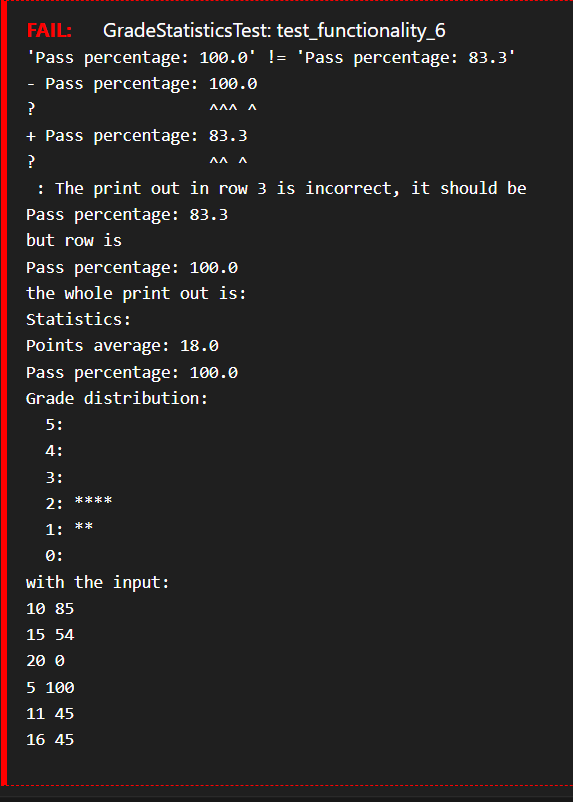 FAIL: GradeStatisticsTest: test_functionality_6
'Pass percentage: 100.0' != 'Pass percentage: 83.3'
- Pass percentage: 100.0
?                  ^^^ ^
+ Pass percentage: 83.3
?                  ^^ ^
 : The print out in row 3 is incorrect, it should be
Pass percentage: 83.3
but row is
Pass percentage: 100.0
the whole print out is:
Statistics:
Points average: 18.0
Pass percentage: 100.0
Grade distribution:
  5:
  4:
  3:
  2: ****
  1: **
  0:
with the input:
10 85
15 54
20 0
5 100
11 45
16 45